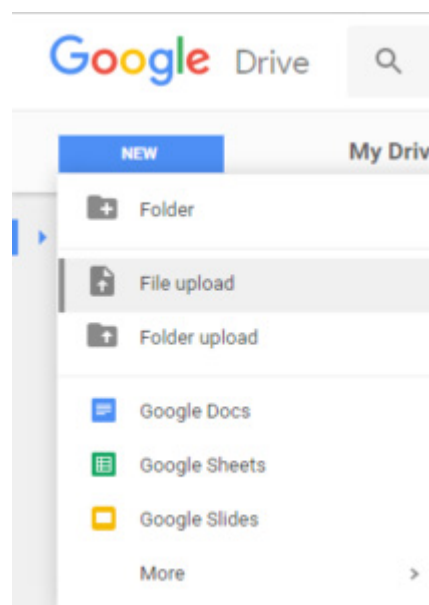 Google Drive
NEW My Driv
Folder
File upload
Folder upload
Google Docs
Google Sheets
Google Slides
More